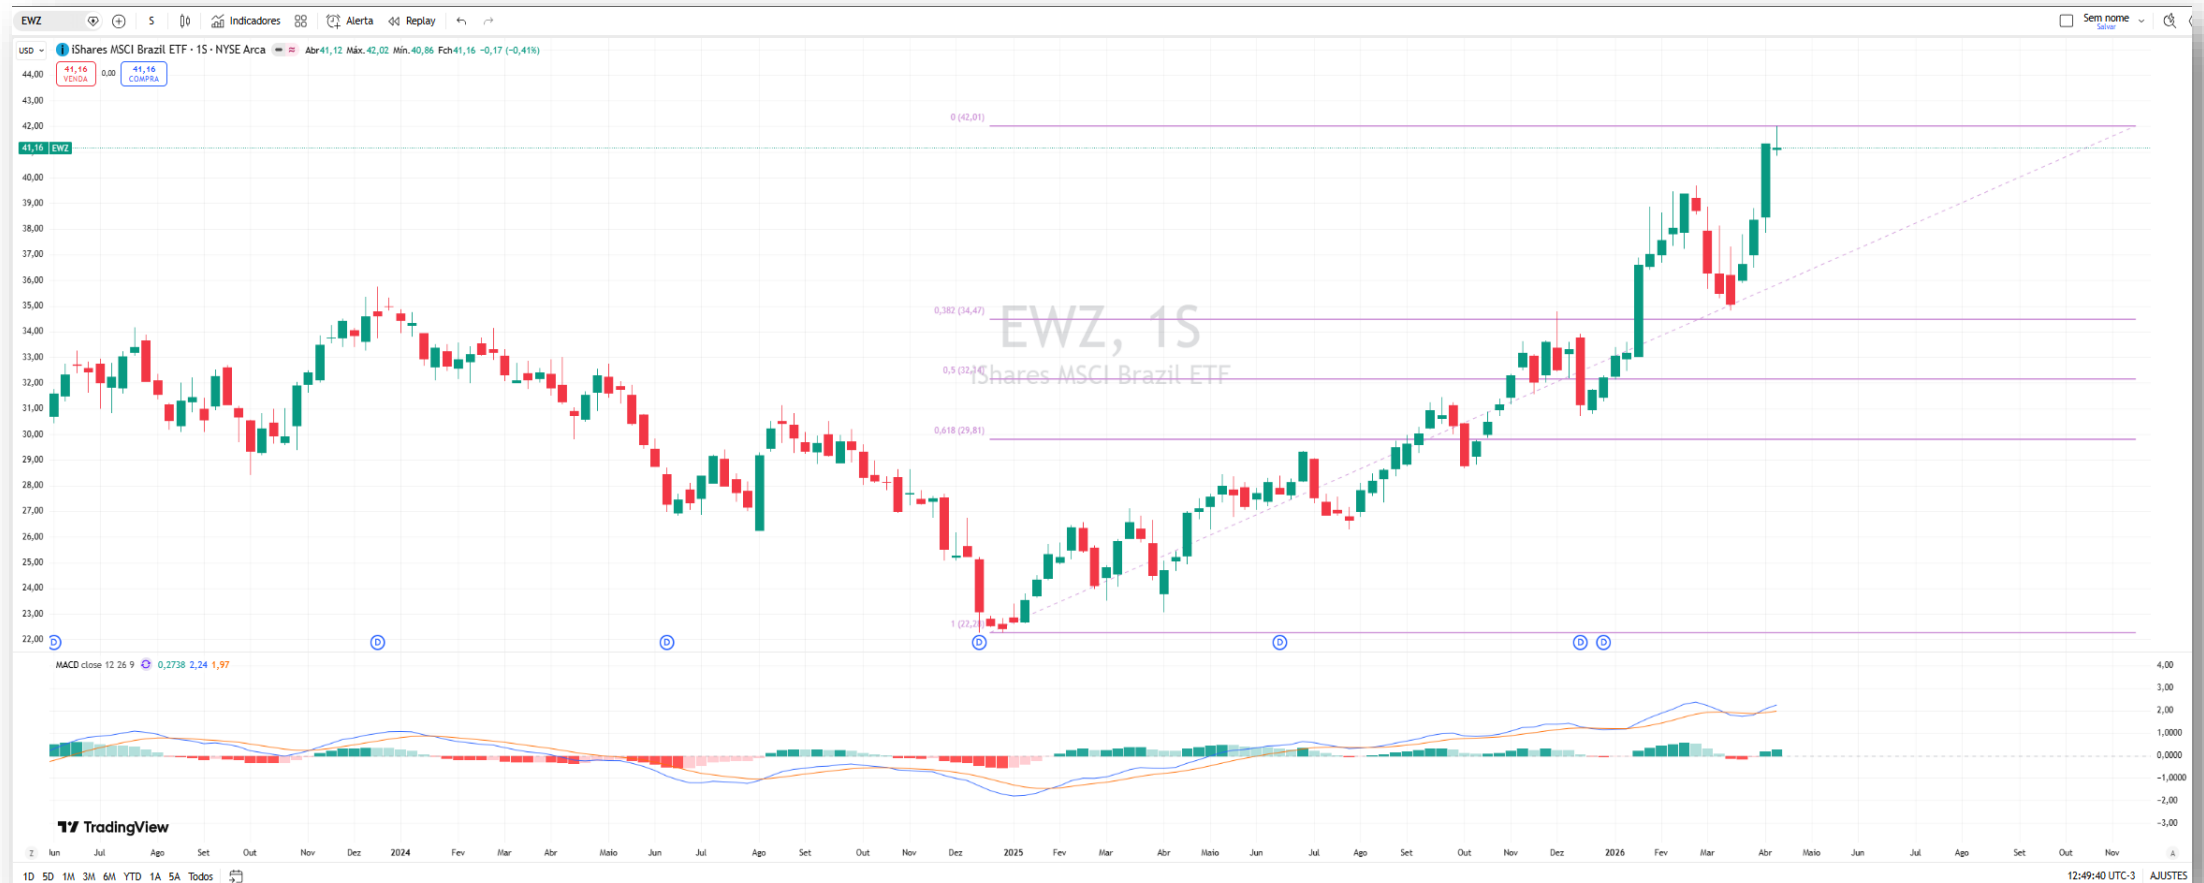 EWZ S Indicadores Alerta Replay Sem nome
Salvar
USD iShares MSCI Brazil ETF · 1S · NYSE Arca Abr41,12 Máx.42,02 Mín.40,86 Fch41,16 −0,17 (−0,41%)
41,16 0,00 41,16
VENDA COMPRA
44,00
43,00
0 (42,01)
42,00
41,16 EWZ
40,00
39,00
38,00
37,00
36,00
35,00
0,382 (34,47)
EWZ, 1S
34,00
33,00
0,5 (32,14)
iShares MSCI Brazil ETF
32,00
31,00
0,618 (29,81)
30,00
29,00
28,00
27,00
26,00
25,00
24,00
23,00
1 (22,28)
22,00
D D D D D D D
MACD close 12 26 9 0,2738 2,24 1,97
4,00
3,00
2,00
1,0000
0,0000
−1,0000
−2,00
−3,00
TradingView
Z Iun Jul Ago Set Out Nov Dez 2024 Fev Mar Abr Maio Jun Jul Ago Set Out Nov Dez 2025 Fev Mar Abr Maio Jun Jul Ago Set Out Nov Dez 2026 Fev Mar Abr Maio Jun Jul Ago Set Out Nov A
1D 5D 1M 3M 6M YTD 1A 5A Todos 12:49:40 UTC-3 AJUSTES